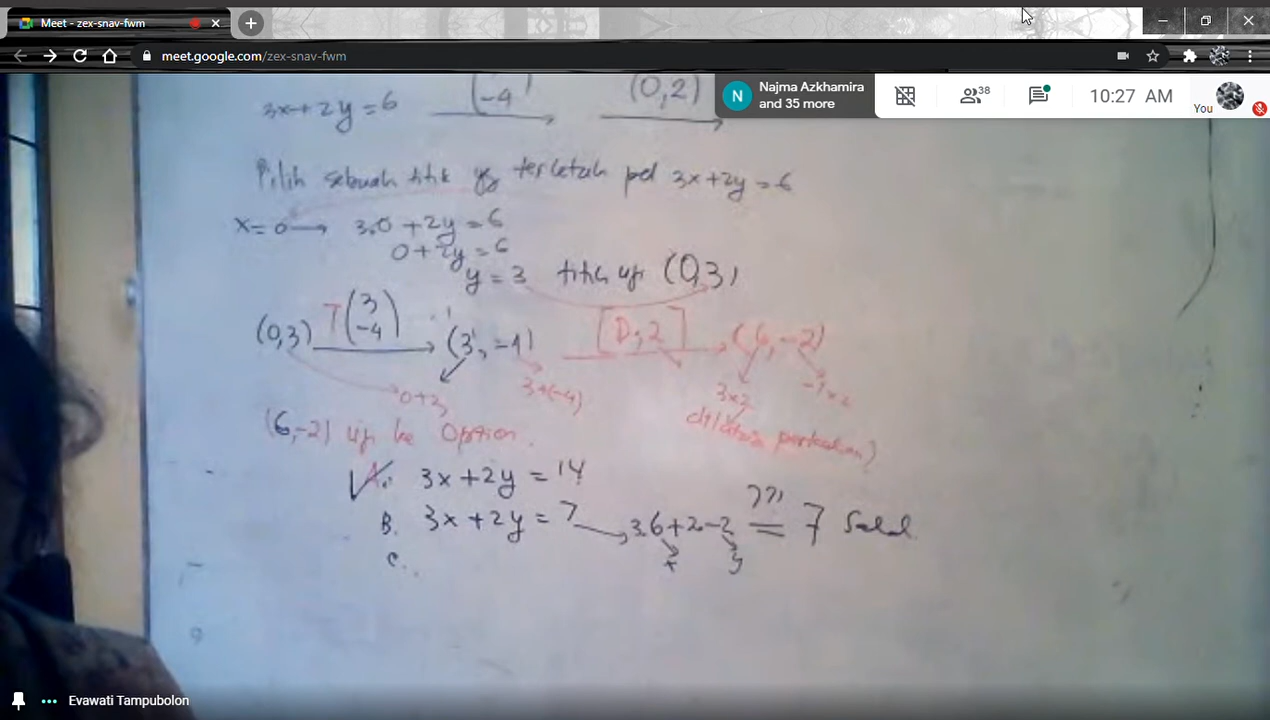 Meet - zex-snav-fwm
meet.google.com/zex-snav-fwm
Najma Azkhamira
and 35 more
38
10:27 AM
You
3x + 2y = 6 (-4) (0,2)
Pilih sebuah titik yg terletak pd 3x + 2y = 6
x = 0 → 3.0 + 2y = 6
0 + 2y = 6
y = 3 titik uji (0,3)
(0,3) T(3 -4) (3, -1) [0,2] (6, -2)
0+3 3+(-4) 3x2 -1x2
(6,-2) uji ke Option.
A. 3x + 2y = 14
B. 3x + 2y = 7 → 3.6 + 2.-2 ??? = 7 Salah
x y
C.
Evawati Tampubolon